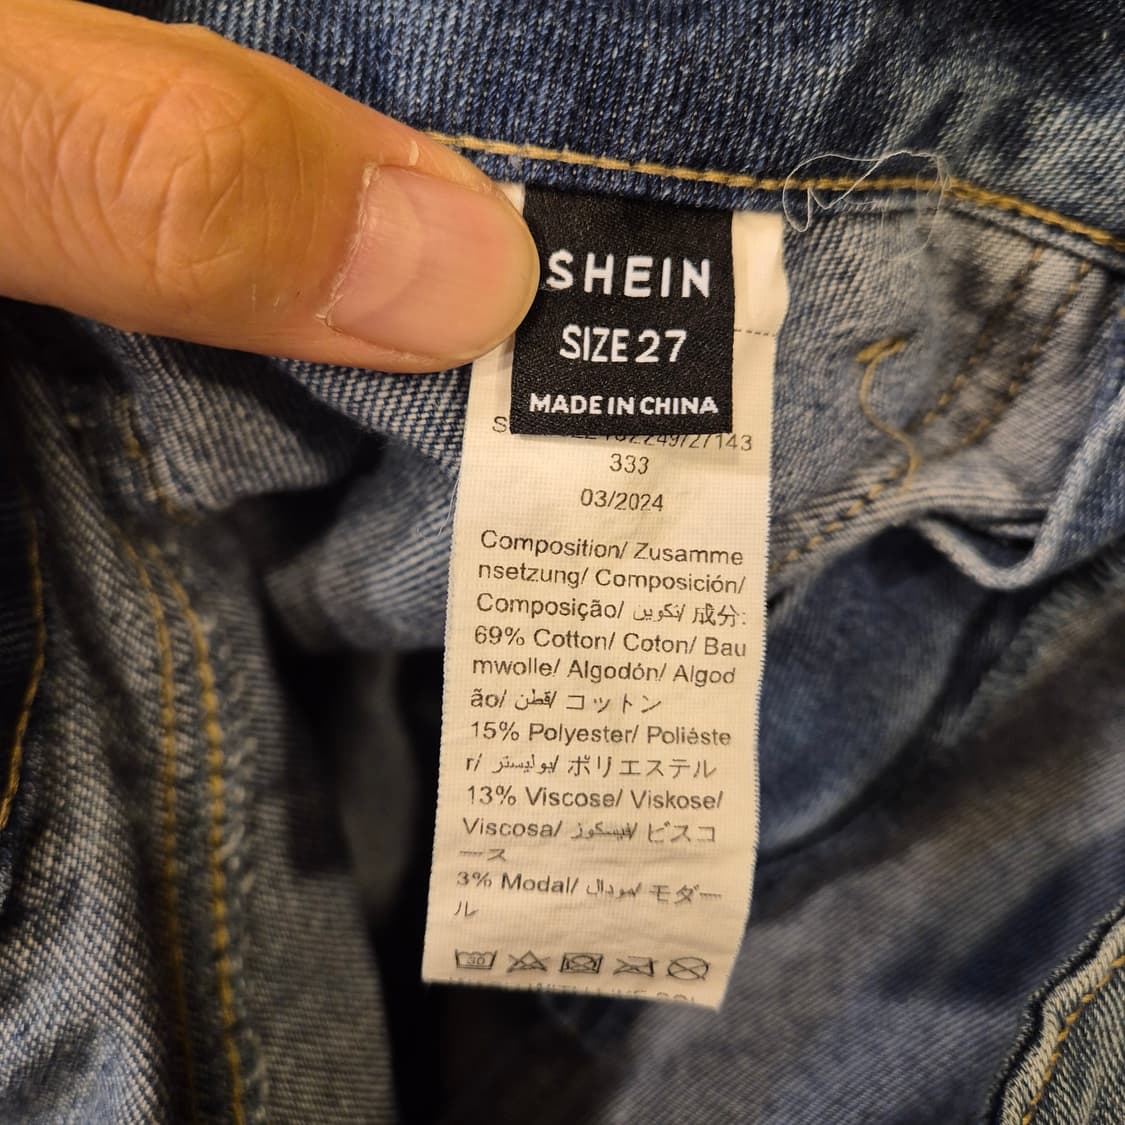 SHEIN
SIZE 27
MADE IN CHINA
333
03/2024
Composition/ Zusamme
nsetzung/ Composición/
Composição/ تكوين/ 成分:
69% Cotton/ Coton/ Bau
mwolle/ Algodón/ Algod
ão/ قطن/ コットン
15% Polyester/ Poliéste
r/ بوليستر/ ポリエステル
13% Viscose/ Viskose/
Viscosa/ فيسكوز/ ビスコ
ース
3% Modal/ مودال/ モダー
ル
30